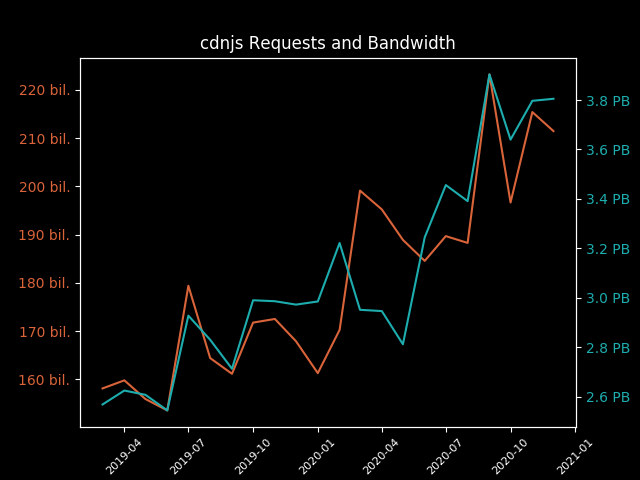 cdnjs Requests and Bandwidth
220 bil.
210 bil.
200 bil.
190 bil.
180 bil.
170 bil.
160 bil.
3.8 PB
3.6 PB
3.4 PB
3.2 PB
3.0 PB
2.8 PB
2.6 PB
2019-04
2019-07
2019-10
2020-01
2020-04
2020-07
2020-10
2021-01